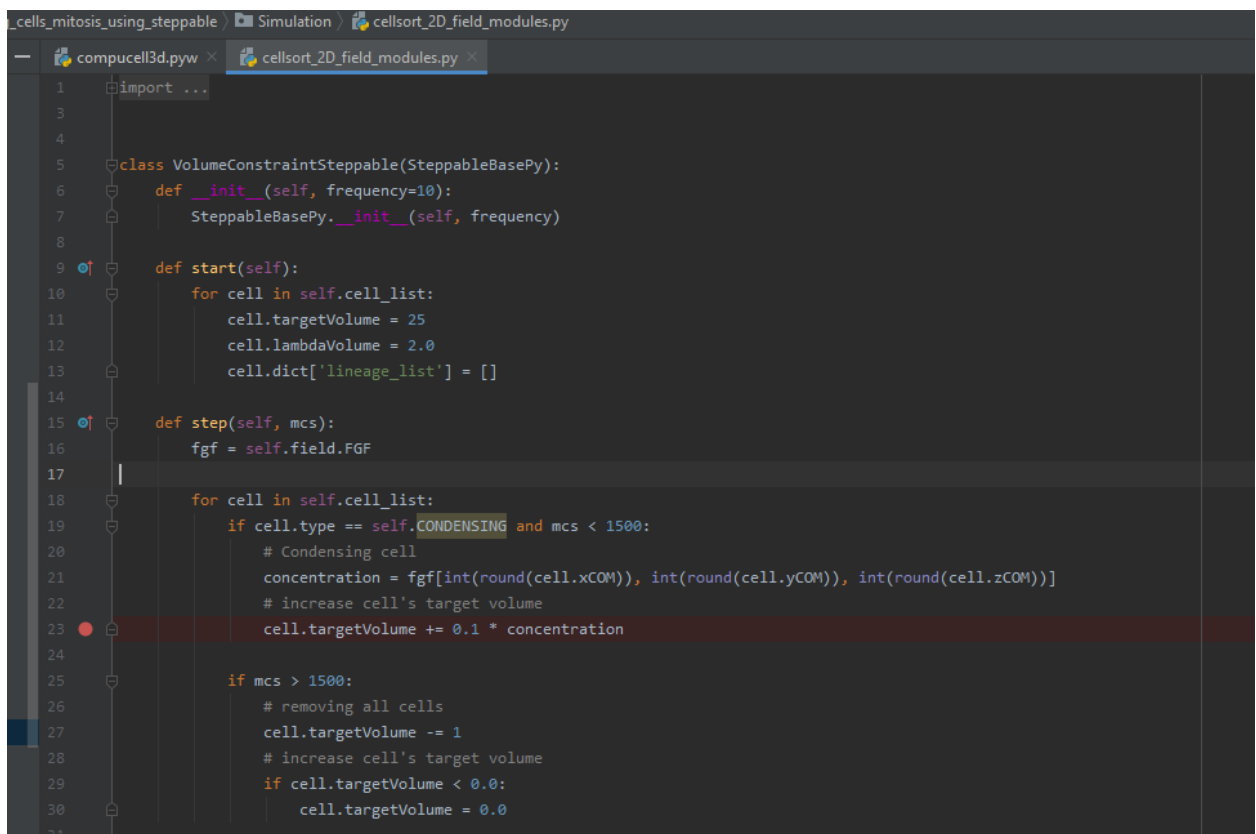 _cells_mitosis_using_steppable 〉 Simulation 〉 cellsort_2D_field_modules.py
compucell3d.pyw × cellsort_2D_field_modules.py ×
1 import ...
3
4
5 class VolumeConstraintSteppable(SteppableBasePy):
6     def __init__(self, frequency=10):
7         SteppableBasePy.__init__(self, frequency)
8
9     def start(self):
10         for cell in self.cell_list:
11             cell.targetVolume = 25
12             cell.lambdaVolume = 2.0
13             cell.dict['lineage_list'] = []
14
15     def step(self, mcs):
16         fgf = self.field.FGF
17
18         for cell in self.cell_list:
19             if cell.type == self.CONDENSING and mcs < 1500:
20                 # Condensing cell
21                 concentration = fgf[int(round(cell.xCOM)), int(round(cell.yCOM)), int(round(cell.zCOM))]
22                 # increase cell's target volume
23                 cell.targetVolume += 0.1 * concentration
24
25             if mcs > 1500:
26                 # removing all cells
27                 cell.targetVolume -= 1
28                 # increase cell's target volume
29                 if cell.targetVolume < 0.0:
30                     cell.targetVolume = 0.0